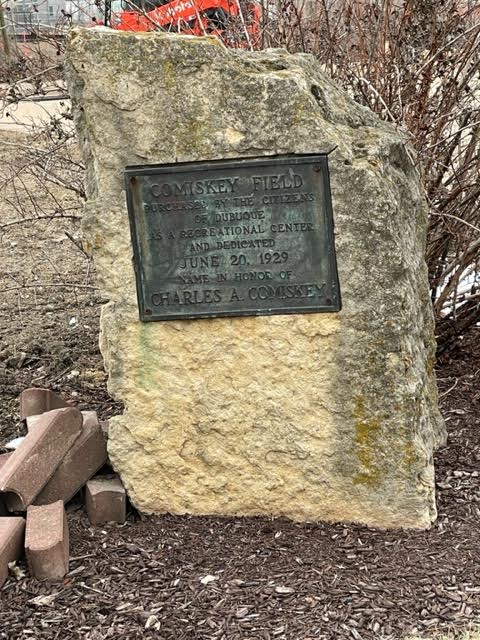 Kubota
COMISKEY FIELD
PURCHASED BY THE CITIZENS
OF DUBUQUE
AS A RECREATIONAL CENTER
AND DEDICATED
JUNE 20, 1929
NAME IN HONOR OF
CHARLES A. COMISKEY